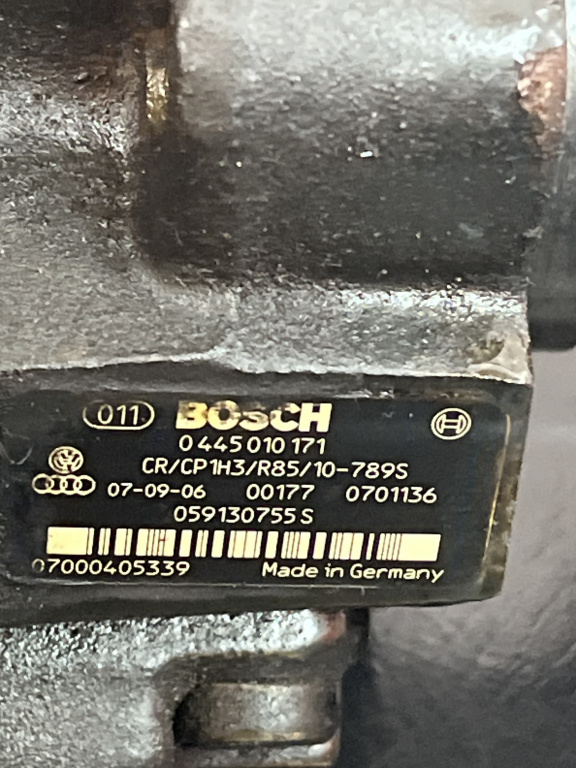 011 BOSCH
0 445 010 171
CR/CP1H3/R85/10-789S
07-09-06 00177 0701136
059130755 S
07000405339 Made in Germany